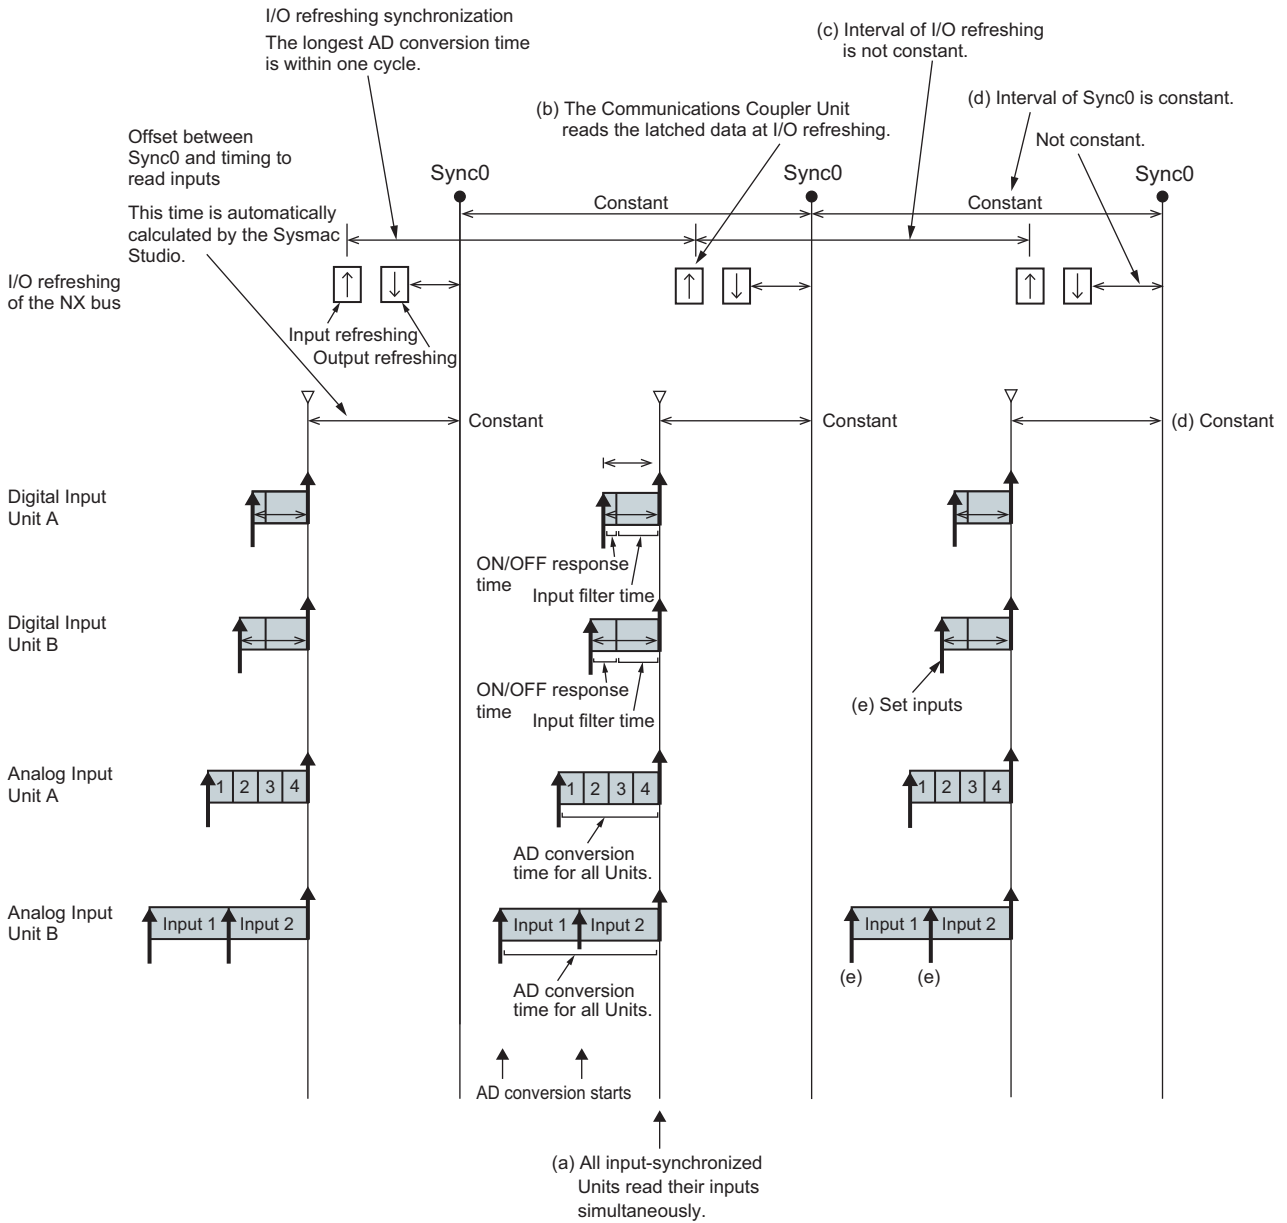 I/O refreshing synchronization
The longest AD conversion time
is within one cycle.
(c) Interval of I/O refreshing
is not constant.
(b) The Communications Coupler Unit
reads the latched data at I/O refreshing.
(d) Interval of Sync0 is constant.
Not constant.
Offset between
Sync0 and timing to
read inputs
This time is automatically
calculated by the Sysmac
Studio.
Sync0
Sync0
Sync0
Constant
Constant
I/O refreshing
of the NX bus
Input refreshing
Output refreshing
Constant
Constant
(d) Constant
Digital Input
Unit A
ON/OFF response
time
Input filter time
Digital Input
Unit B
ON/OFF response
time
Input filter time
(e) Set inputs
Analog Input
Unit A
1 2 3 4
1 2 3 4
1 2 3 4
AD conversion
time for all Units.
Analog Input
Unit B
Input 1 Input 2
Input 1 Input 2
Input 1 Input 2
(e) (e)
AD conversion
time for all Units.
AD conversion starts
(a) All input-synchronized
Units read their inputs
simultaneously.